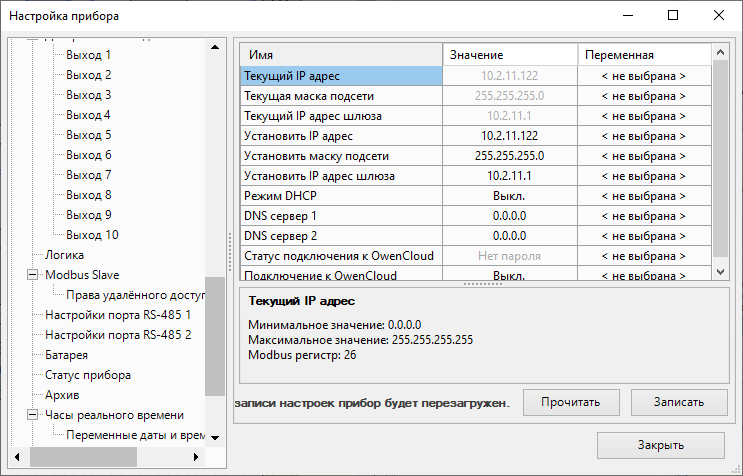 Настройка прибора
Выход 1
Выход 2
Выход 3
Выход 4
Выход 5
Выход 6
Выход 7
Выход 8
Выход 9
Выход 10
Логика
Modbus Slave
Права удалённого доступ
Настройки порта RS-485 1
Настройки порта RS-485 2
Батарея
Статус прибора
Архив
Часы реального времени
Переменные даты и врем
Имя Значение Переменная
Текущий IP адрес 10.2.11.122 < не выбрана >
Текущая маска подсети 255.255.255.0 < не выбрана >
Текущий IP адрес шлюза 10.2.11.1 < не выбрана >
Установить IP адрес 10.2.11.122 < не выбрана >
Установить маску подсети 255.255.255.0 < не выбрана >
Установить IP адрес шлюза 10.2.11.1 < не выбрана >
Режим DHCP Выкл. < не выбрана >
DNS сервер 1 0.0.0.0 < не выбрана >
DNS сервер 2 0.0.0.0 < не выбрана >
Статус подключения к OwenCloud Нет пароля < не выбрана >
Подключение к OwenCloud Выкл. < не выбрана >
Текущий IP адрес
Минимальное значение: 0.0.0.0
Максимальное значение: 255.255.255.255
Modbus регистр: 26
записи настроек прибор будет перезагружен.
Прочитать
Записать
Закрыть